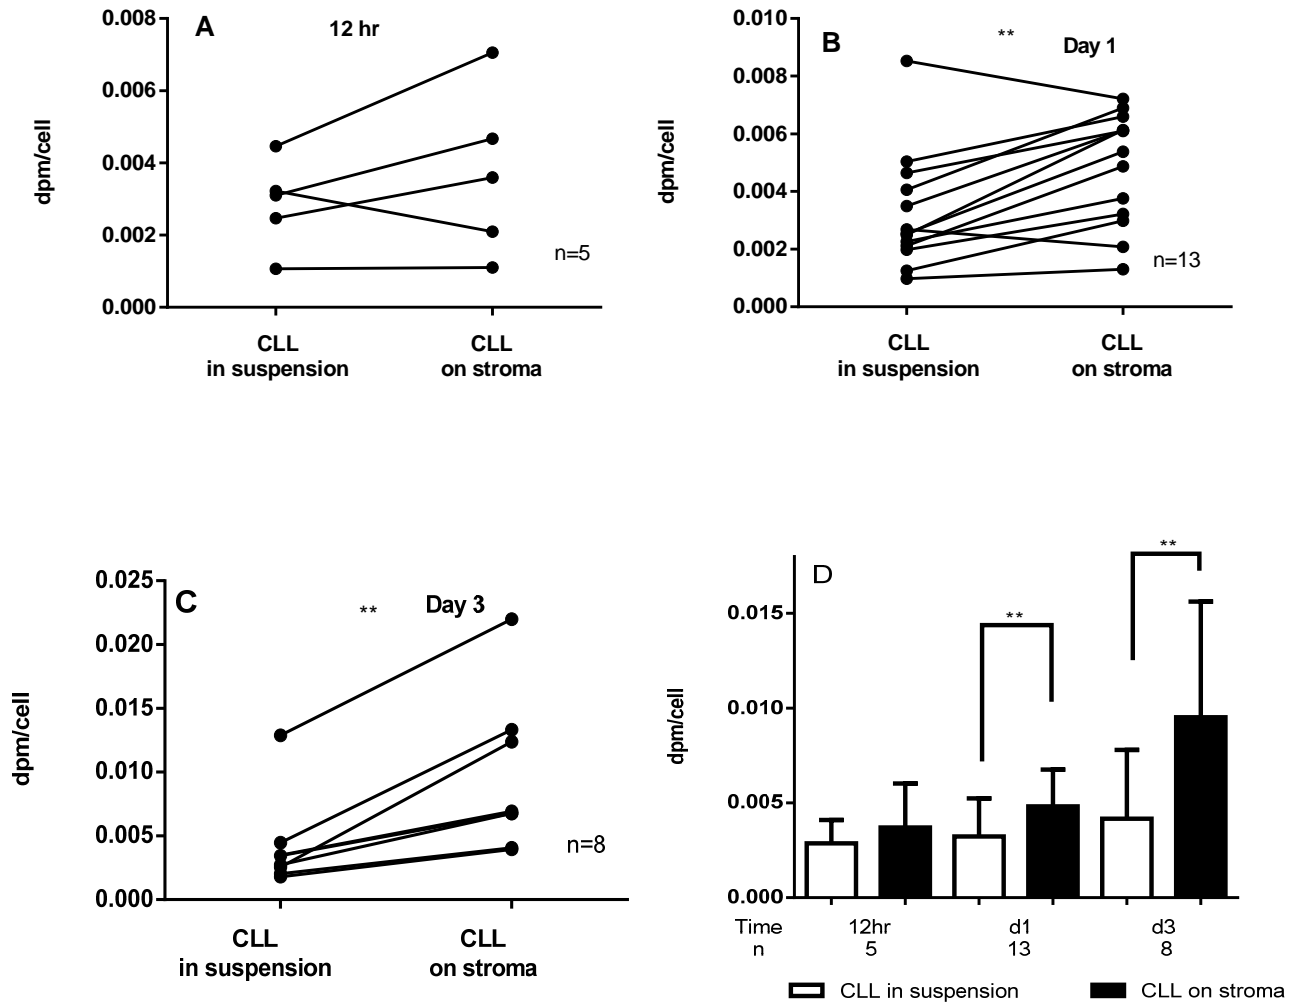 A
12 hr
0.008
0.006
0.004
0.002
0.000
dpm/cell
n=5
CLL
in suspension
CLL
on stroma
B
**
Day 1
0.010
0.008
0.006
0.004
0.002
0.000
dpm/cell
n=13
CLL
in suspension
CLL
on stroma
C
**
Day 3
0.025
0.020
0.015
0.010
0.005
0.000
dpm/cell
n=8
CLL
in suspension
CLL
on stroma
D
**
**
0.015
0.010
0.005
0.000
dpm/cell
Time 12hr d1 d3
n 5 13 8
CLL in suspension CLL on stroma